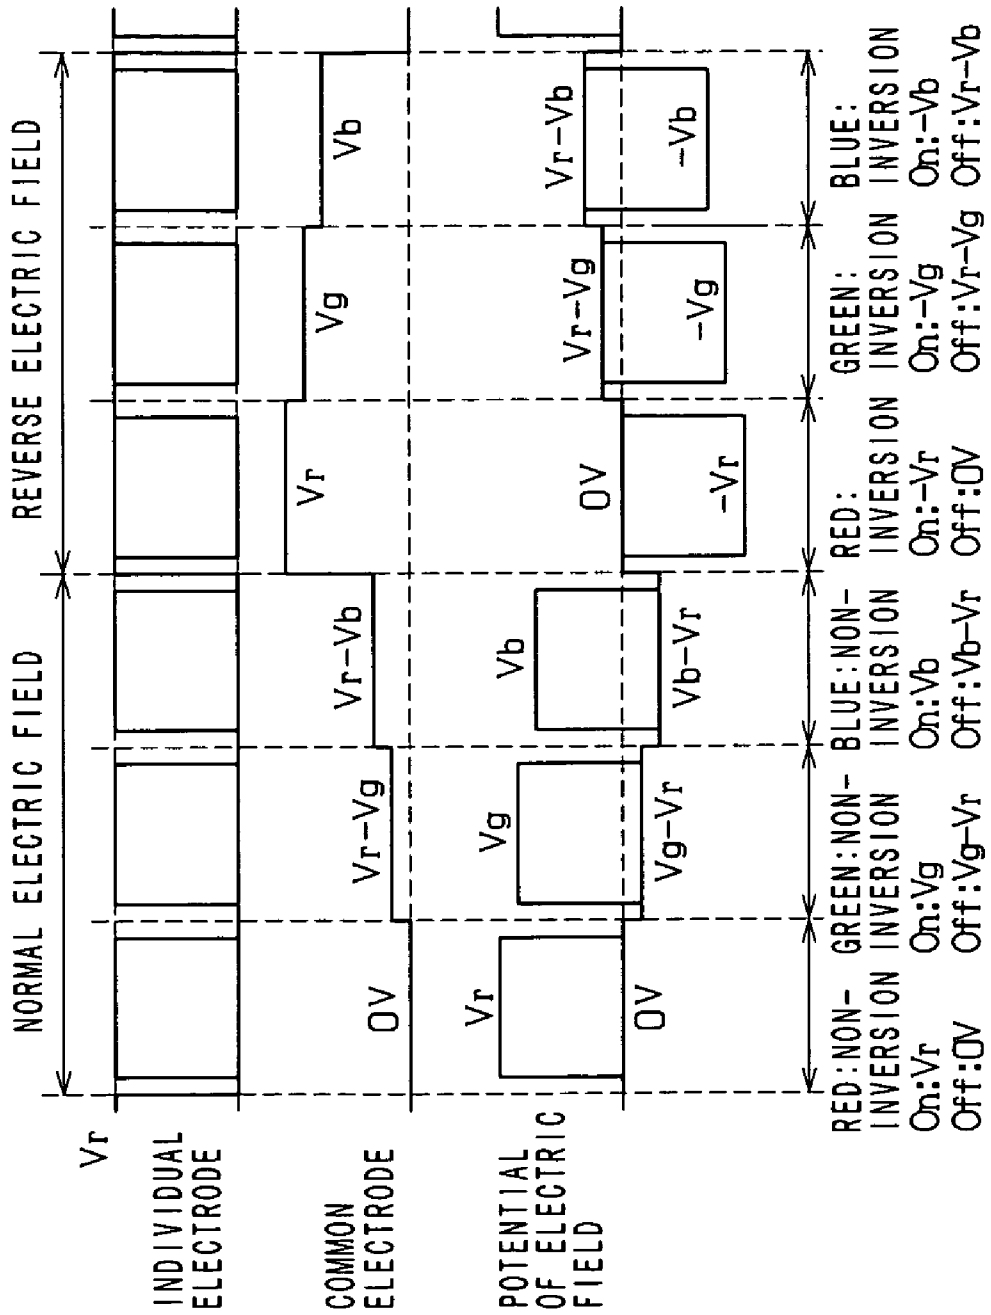 NORMAL ELECTRIC FIELD
REVERSE ELECTRIC FIELD
Vr
INDIVIDUAL
ELECTRODE
COMMON
ELECTRODE
0V
Vr-Vg
Vr-Vb
Vr
Vg
Vb
POTENTIAL
OF ELECTRIC
FIELD
Vr
0V
Vg
Vg-Vr
Vb
Vb-Vr
0V
-Vr
Vr-Vg
-Vg
Vr-Vb
-Vb
RED:NON-
INVERSION
On:Vr
Off:0V
GREEN:NON-
INVERSION
On:Vg
Off:Vg-Vr
BLUE:NON-
INVERSION
On:Vb
Off:Vb-Vr
RED:
INVERSION
On:-Vr
Off:0V
GREEN:
INVERSION
On:-Vg
Off:Vr-Vg
BLUE:
INVERSION
On:-Vb
Off:Vr-Vb